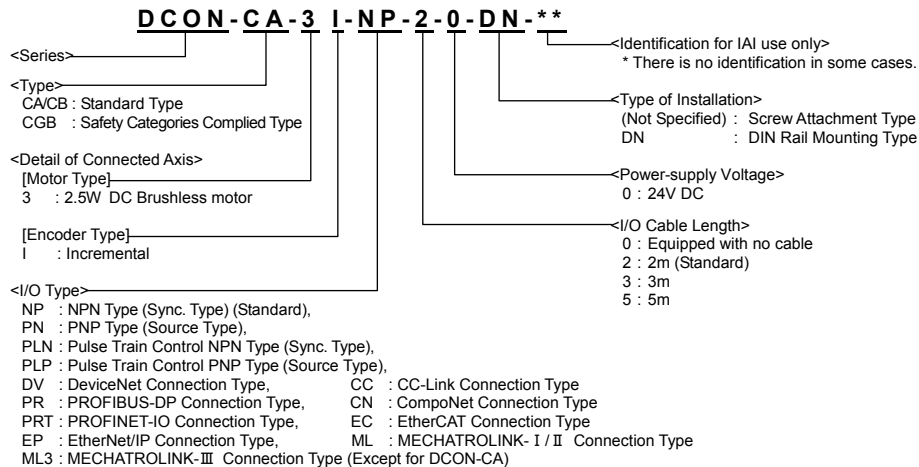 DCON-CA-3I-NP-2-0-DN-**
<Series>
<Type>
CA/CB : Standard Type
CGB : Safety Categories Complied Type
<Detail of Connected Axis>
[Motor Type]
3 : 2.5W DC Brushless motor
[Encoder Type]
I : Incremental
<I/O Type>
NP : NPN Type (Sync. Type) (Standard),
PN : PNP Type (Source Type),
PLN : Pulse Train Control NPN Type (Sync. Type),
PLP : Pulse Train Control PNP Type (Source Type),
DV : DeviceNet Connection Type, CC : CC-Link Connection Type
PR : PROFIBUS-DP Connection Type, CN : CompoNet Connection Type
PRT : PROFINET-IO Connection Type, EC : EtherCAT Connection Type
EP : EtherNet/IP Connection Type, ML : MECHATROLINK-Ⅰ/Ⅱ Connection Type
ML3 : MECHATROLINK-Ⅲ Connection Type (Except for DCON-CA)
<Identification for IAI use only>
* There is no identification in some cases.
<Type of Installation>
(Not Specified) : Screw Attachment Type
DN : DIN Rail Mounting Type
<Power-supply Voltage>
0 : 24V DC
<I/O Cable Length>
0 : Equipped with no cable
2 : 2m (Standard)
3 : 3m
5 : 5m